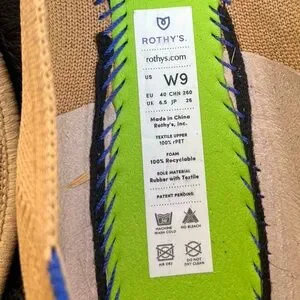 ROTHY'S.
rothys.com
US W9
EU 40 CHN 260
UK 6.5 JP 26
Made in China
Rothy's, Inc.
TEXTILE UPPER
100% rPET
FOAM
100% Recyclable
SOLE MATERIAL
Rubber with Textile
PATENT PENDING
MACHINE WASH COLD
NO BLEACH
AIR DRY
DO NOT DRY CLEAN